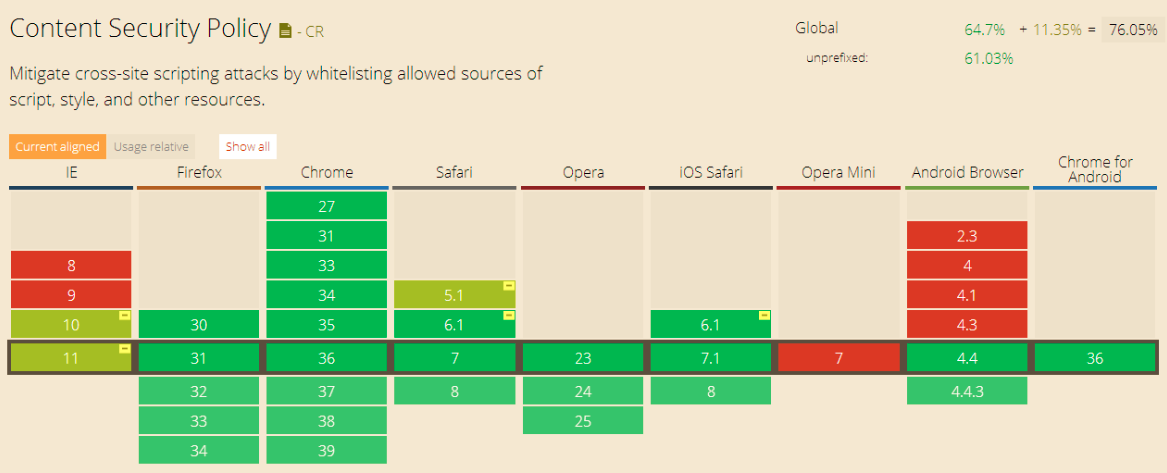 Content Security Policy - CR
Global 64.7% + 11.35% = 76.05%
unprefixed: 61.03%
Mitigate cross-site scripting attacks by whitelisting allowed sources of
script, style, and other resources.
Current aligned Usage relative Show all
IE Firefox Chrome Safari Opera iOS Safari Opera Mini Android Browser Chrome for Android
27
31 2.3
8 33 4
9 34 5.1 4.1
10 30 35 6.1 6.1 4.3
11 31 36 7 23 7.1 7 4.4 36
32 37 8 24 8 4.4.3
33 38 25
34 39